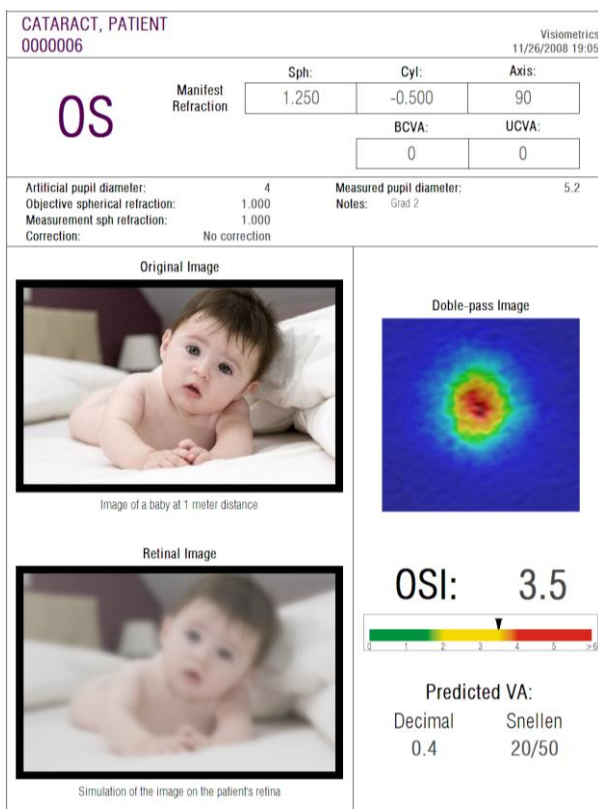 CATARACT, PATIENT
0000006
Visiometrics
11/26/2008 19:05
OS
Manifest
Refraction
Sph: Cyl: Axis:
1.250 -0.500 90
BCVA: UCVA:
0 0
Artificial pupil diameter: 4
Objective spherical refraction: 1.000
Measurement sph refraction: 1.000
Correction: No correction
Measured pupil diameter: 5.2
Notes: Grad 2
Original Image
Image of a baby at 1 meter distance
Retinal Image
Simulation of the image on the patient's retina
Doble-pass Image
OSI: 3.5
0 1 2 3 4 5 >6
Predicted VA:
Decimal Snellen
0.4 20/50